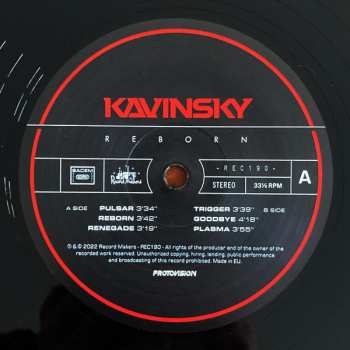 KAVINSKY
REBORN
REC190
SACEM
Record Makers
STEREO
33⅓ RPM
A
A SIDE
PULSAR 3'34"
REBORN 3'42"
RENEGADE 3'19"
TRIGGER 3'39"
B SIDE
GOODBYE 4'18"
PLASMA 3'55"
℗ & © 2022 Record Makers - REC190 - All rights of the producer and of the owner of the
recorded work reserved. Unauthorized copying, hiring, lending, public performance
and broadcasting of this record prohibited. Made in EU.
PROTOVISION